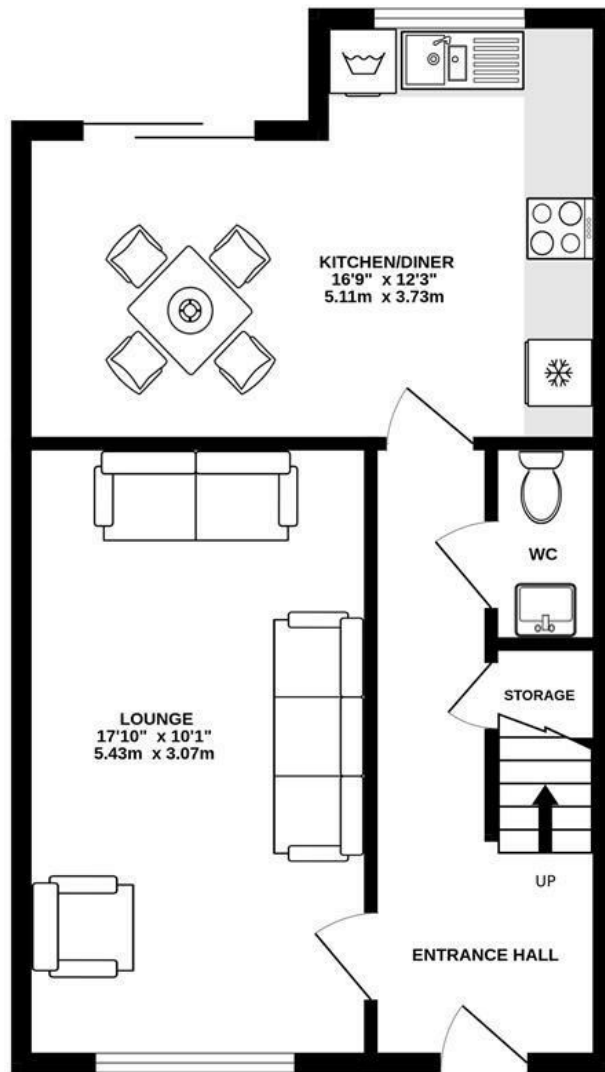 KITCHEN/DINER
16'9" x 12'3"
5.11m x 3.73m
WC
STORAGE
LOUNGE
17'10" x 10'1"
5.43m x 3.07m
UP
ENTRANCE HALL